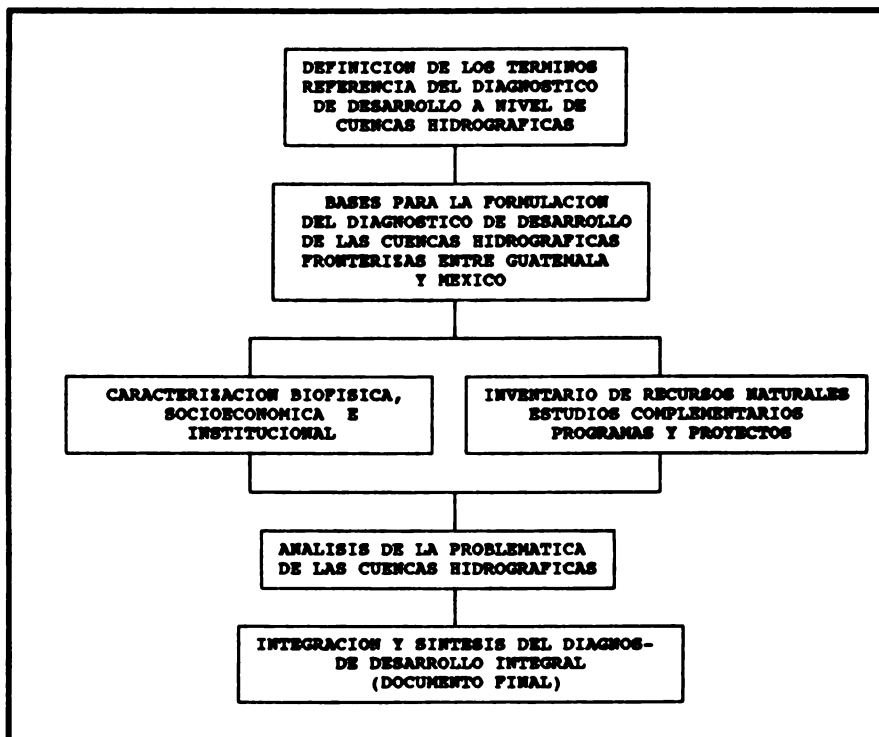 DEFINICION DE LOS TERMINOS
REFERENCIA DEL DIAGNOSTICO
DE DESARROLLO A NIVEL DE
CUENCAS HIDROGRAFICAS
BASES PARA LA FORMULACION
DEL DIAGNOSTICO DE DESARROLLO
DE LAS CUENCAS HIDROGRAFICAS
FRONTERIZAS ENTRE GUATEMALA
Y MEXICO
CARACTERIZACION BIOFISICA,
SOCIOECONOMICA E
INSTITUCIONAL
INVENTARIO DE RECURSOS NATURALES
ESTUDIOS COMPLEMENTARIOS
PROGRAMAS Y PROYECTOS
ANALISIS DE LA PROBLEMATICA
DE LAS CUENCAS HIDROGRAFICAS
INTEGRACION Y SINTESIS DEL DIAGNOS-
DE DESARROLLO INTEGRAL
(DOCUMENTO FINAL)